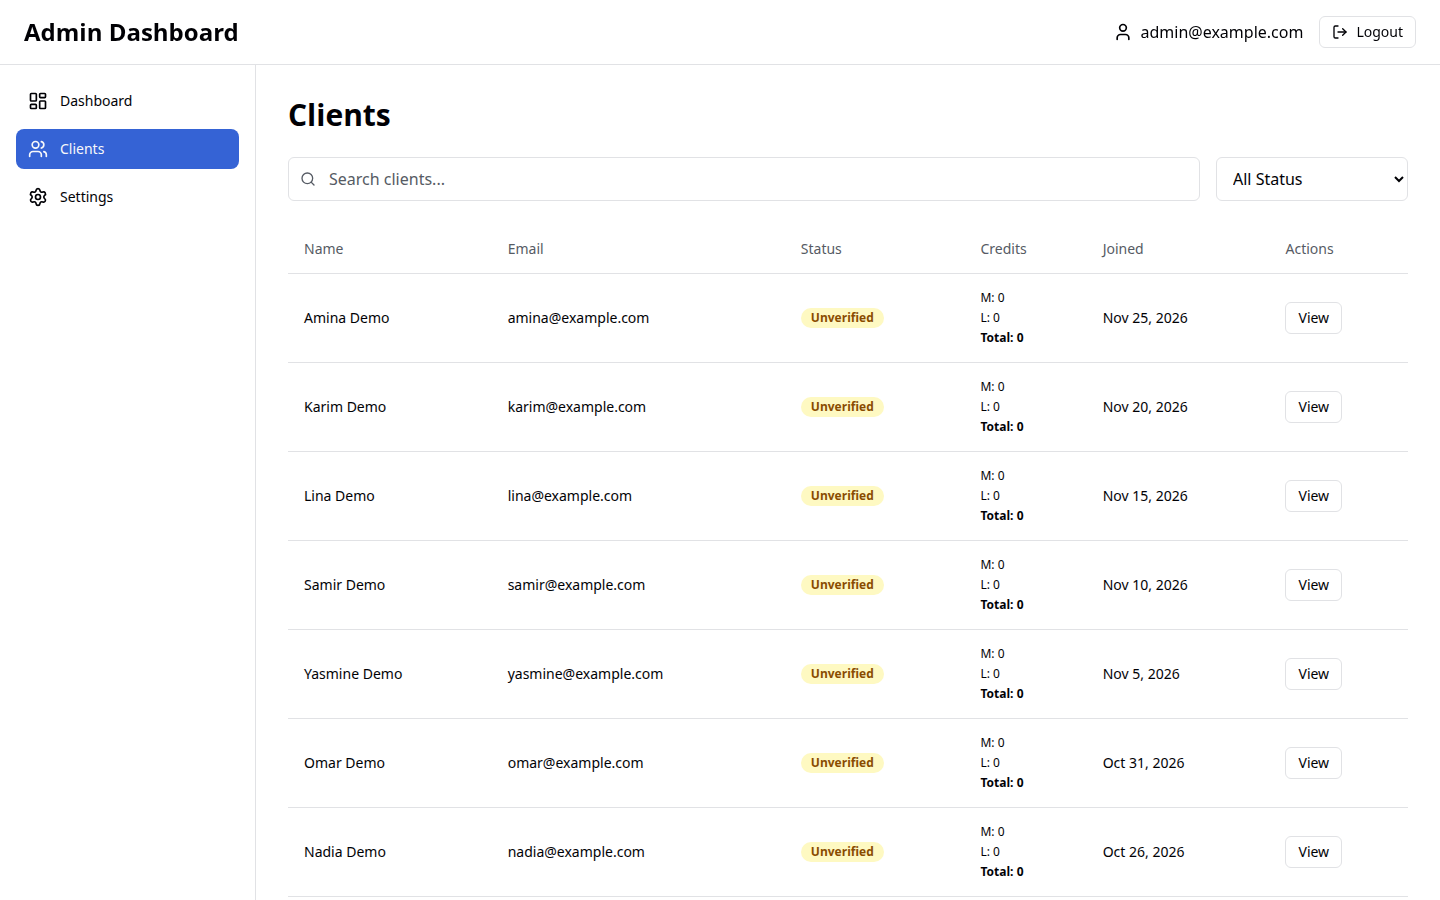 Admin Dashboard
admin@example.com
Logout
Dashboard
Clients
Settings
Clients
Search clients...
All Status
Name Email Status Credits Joined Actions
Amina Demo amina@example.com Unverified M: 0 L: 0 Total: 0 Nov 25, 2026 View
Karim Demo karim@example.com Unverified M: 0 L: 0 Total: 0 Nov 20, 2026 View
Lina Demo lina@example.com Unverified M: 0 L: 0 Total: 0 Nov 15, 2026 View
Samir Demo samir@example.com Unverified M: 0 L: 0 Total: 0 Nov 10, 2026 View
Yasmine Demo yasmine@example.com Unverified M: 0 L: 0 Total: 0 Nov 5, 2026 View
Omar Demo omar@example.com Unverified M: 0 L: 0 Total: 0 Oct 31, 2026 View
Nadia Demo nadia@example.com Unverified M: 0 L: 0 Total: 0 Oct 26, 2026 View